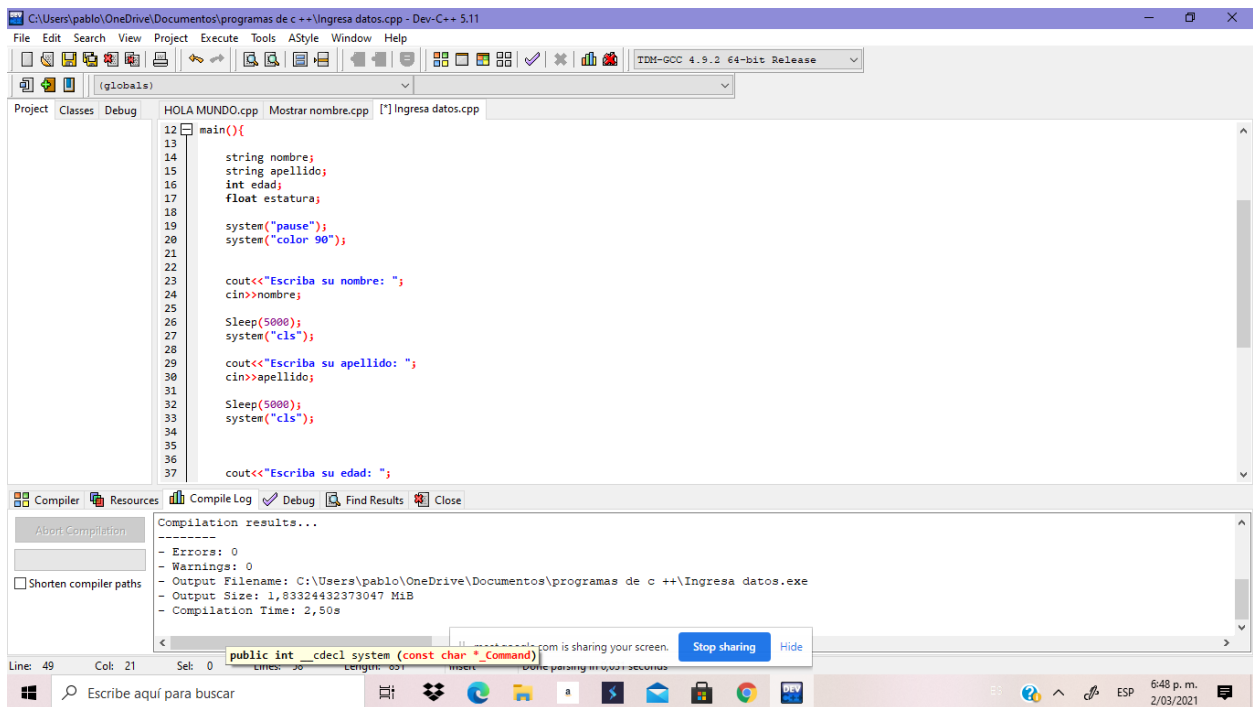 C:\Users\pablo\OneDrive\Documentos\programas de c ++\Ingresa datos.cpp - Dev-C++ 5.11
File Edit Search View Project Execute Tools AStyle Window Help
TDM-GCC 4.9.2 64-bit Release
(globals)
Project Classes Debug HOLA MUNDO.cpp Mostrar nombre.cpp [*] Ingresa datos.cpp
12 main(){
13
14 string nombre;
15 string apellido;
16 int edad;
17 float estatura;
18
19 system("pause");
20 system("color 90");
21
22
23 cout<<"Escriba su nombre: ";
24 cin>>nombre;
25
26 Sleep(5000);
27 system("cls");
28
29 cout<<"Escriba su apellido: ";
30 cin>>apellido;
31
32 Sleep(5000);
33 system("cls");
34
35
36
37 cout<<"Escriba su edad: ";
Compiler Resources Compile Log Debug Find Results Close
Abort Compilation
Shorten compiler paths
Compilation results...
--------
- Errors: 0
- Warnings: 0
- Output Filename: C:\Users\pablo\OneDrive\Documentos\programas de c ++\Ingresa datos.exe
- Output Size: 1,83324432373047 MiB
- Compilation Time: 2,50s
com is sharing your screen. Stop sharing Hide
public int __cdecl system (const char *_Command)
Line: 49 Col: 21 Sel: 0 Lines: Length: Insert Done parsing in seconds
Escribe aquí para buscar
a
DEV
ESP
6:48 p. m.
2/03/2021